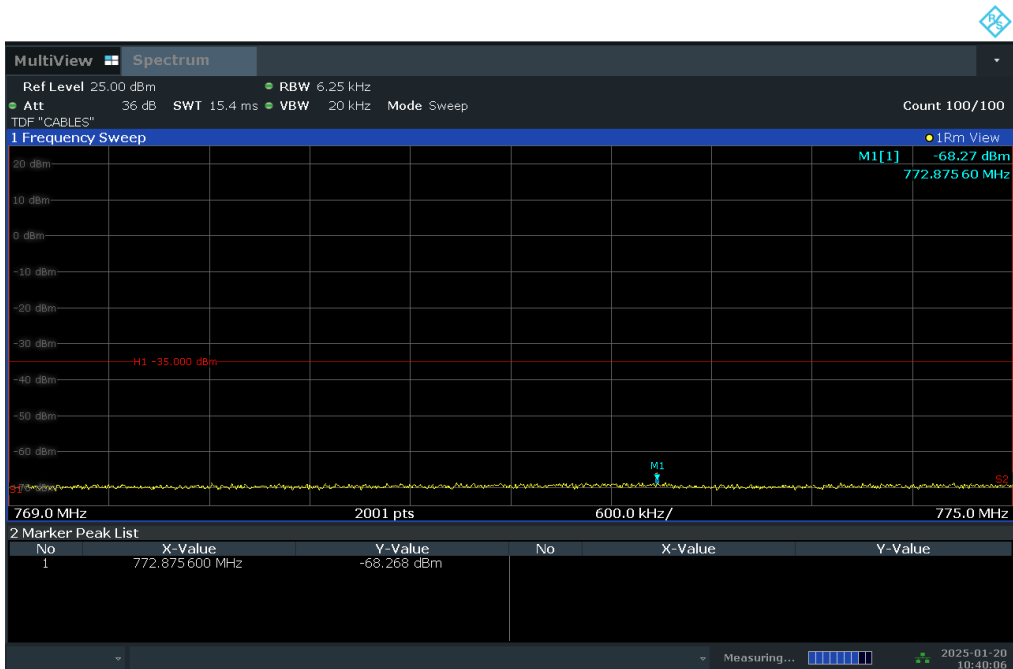 R&S
MultiView Spectrum
Ref Level 25.00 dBm RBW 6.25 kHz
Att 36 dB SWT 15.4 ms VBW 20 kHz Mode Sweep Count 100/100
TDF "CABLES"
1 Frequency Sweep 1Rm View
M1[1] -68.27 dBm
772.87560 MHz
20 dBm
10 dBm
0 dBm
-10 dBm
-20 dBm
-30 dBm
H1 -35.000 dBm
-40 dBm
-50 dBm
-60 dBm
M1
S1 -70 dBm S2
769.0 MHz 2001 pts 600.0 kHz/ 775.0 MHz
2 Marker Peak List
No X-Value Y-Value No X-Value Y-Value
1 772.875600 MHz -68.268 dBm
Measuring... 2025-01-20
10:40:06